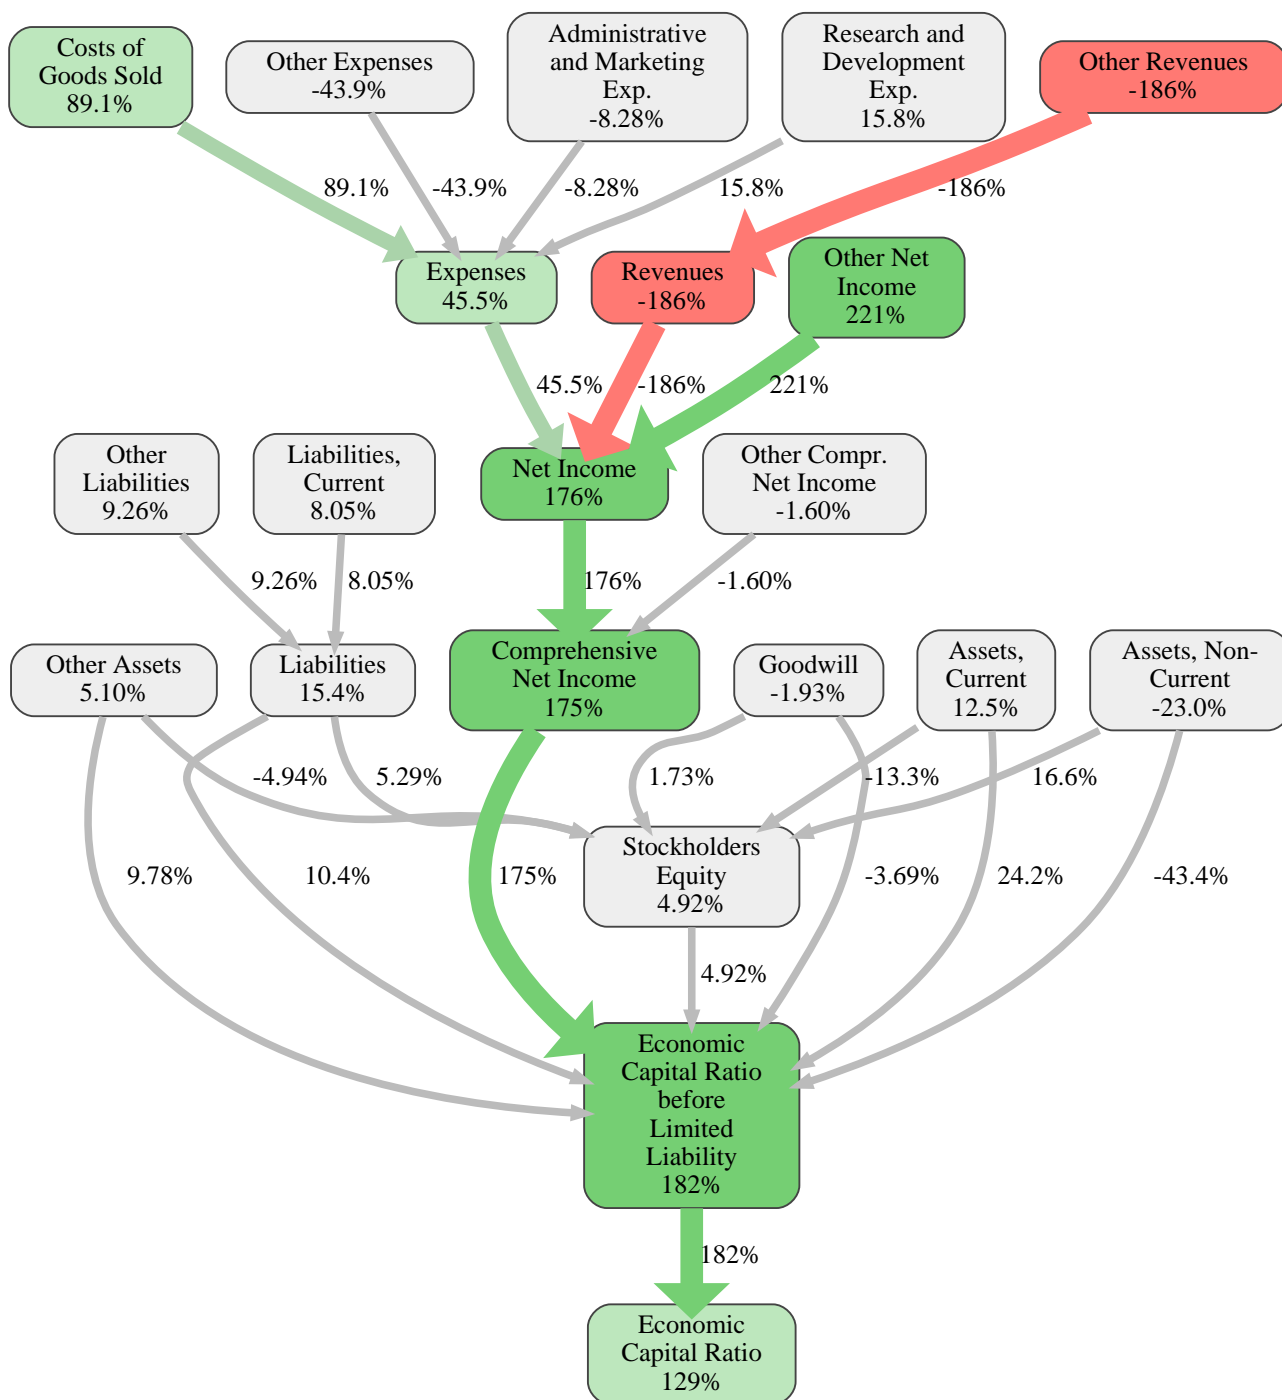 Costs of
Goods Sold
89.1%
Other Expenses
-43.9%
Administrative
and Marketing
Exp.
-8.28%
Research and
Development
Exp.
15.8%
Other Revenues
-186%
89.1%
-43.9%
-8.28%
15.8%
-186%
Expenses
45.5%
Revenues
-186%
Other Net
Income
221%
45.5%
-186%
221%
Other
Liabilities
9.26%
Liabilities,
Current
8.05%
Net Income
176%
Other Compr.
Net Income
-1.60%
9.26%
8.05%
176%
-1.60%
Other Assets
5.10%
Liabilities
15.4%
Comprehensive
Net Income
175%
Goodwill
-1.93%
Assets,
Current
12.5%
Assets, Non-
Current
-23.0%
-4.94%
5.29%
1.73%
-13.3%
16.6%
Stockholders
Equity
4.92%
9.78%
10.4%
175%
-3.69%
24.2%
-43.4%
4.92%
Economic
Capital Ratio
before
Limited
Liability
182%
182%
Economic
Capital Ratio
129%